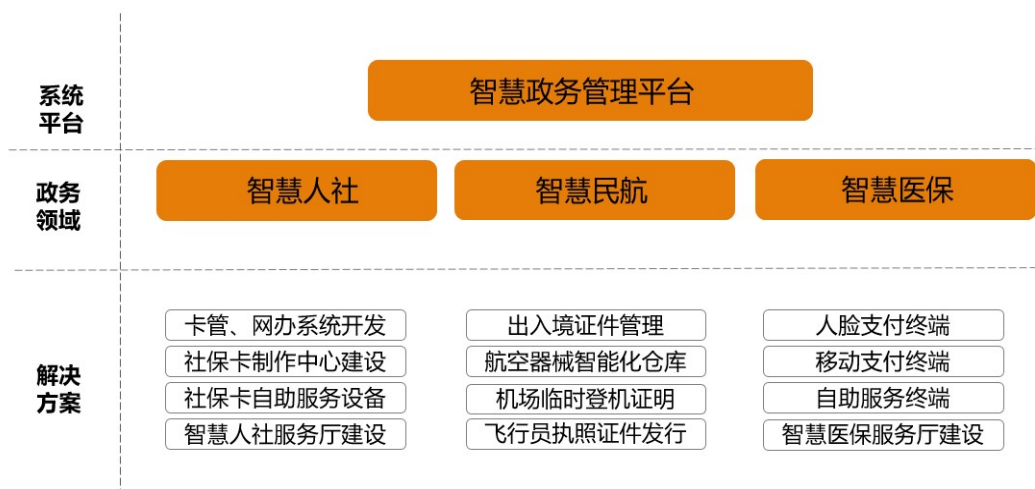 系统
平台
智慧政务管理平台
政务
领域
智慧人社
智慧民航
智慧医保
解决
方案
卡管、网办系统开发
社保卡制作中心建设
社保卡自助服务设备
智慧人社服务厅建设
出入境证件管理
航空器械智能化仓库
机场临时登机证明
飞行员执照证件发行
人脸支付终端
移动支付终端
自助服务终端
智慧医保服务厅建设